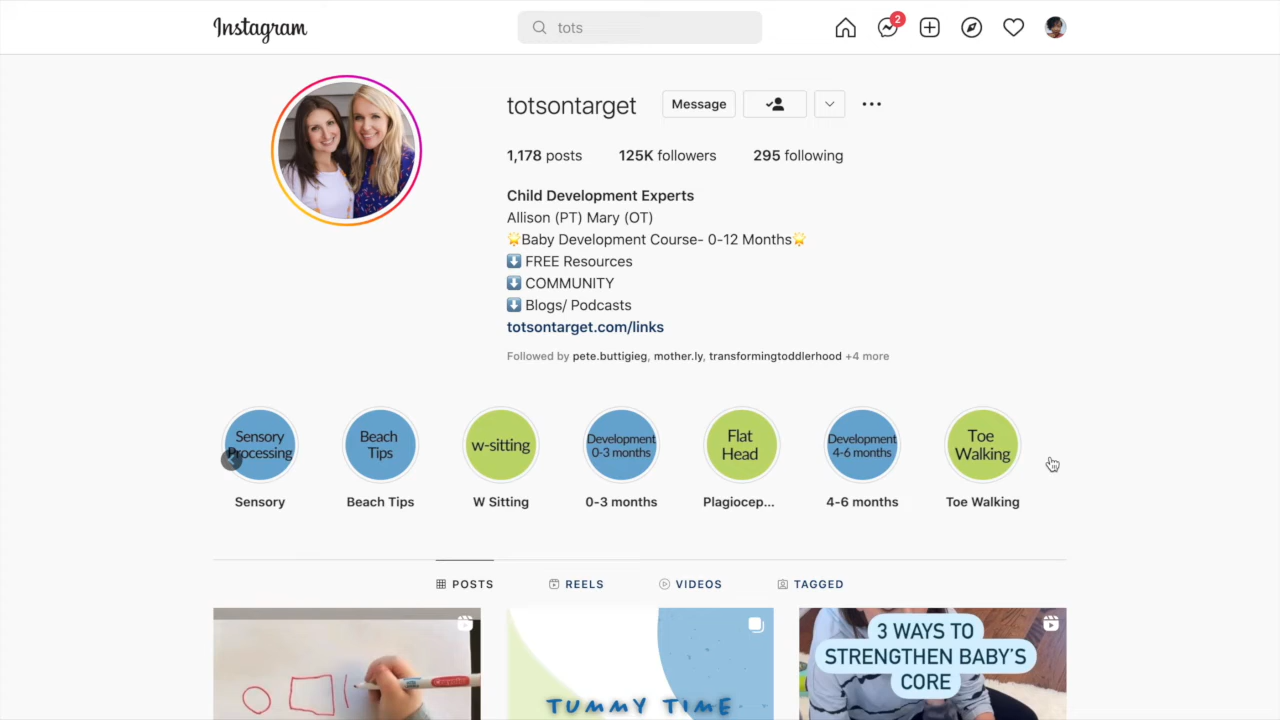 Instagram
tots
2
totsontarget
Message
1,178 posts 125K followers 295 following
Child Development Experts
Allison (PT) Mary (OT)
🌟Baby Development Course- 0-12 Months🌟
⬇️ FREE Resources
⬇️ COMMUNITY
⬇️ Blogs/ Podcasts
totsontarget.com/links
Followed by pete.buttigieg, mother.ly, transformingtoddlerhood +4 more
Sensory
Processing
Beach
Tips
w-sitting
Development
0-3 months
Flat
Head
Development
4-6 months
Toe
Walking
Sensory
Beach Tips
W Sitting
0-3 months
Plagiocep...
4-6 months
Toe Walking
POSTS
REELS
VIDEOS
TAGGED
TUMMY TIME
3 WAYS TO
STRENGTHEN BABY'S
CORE